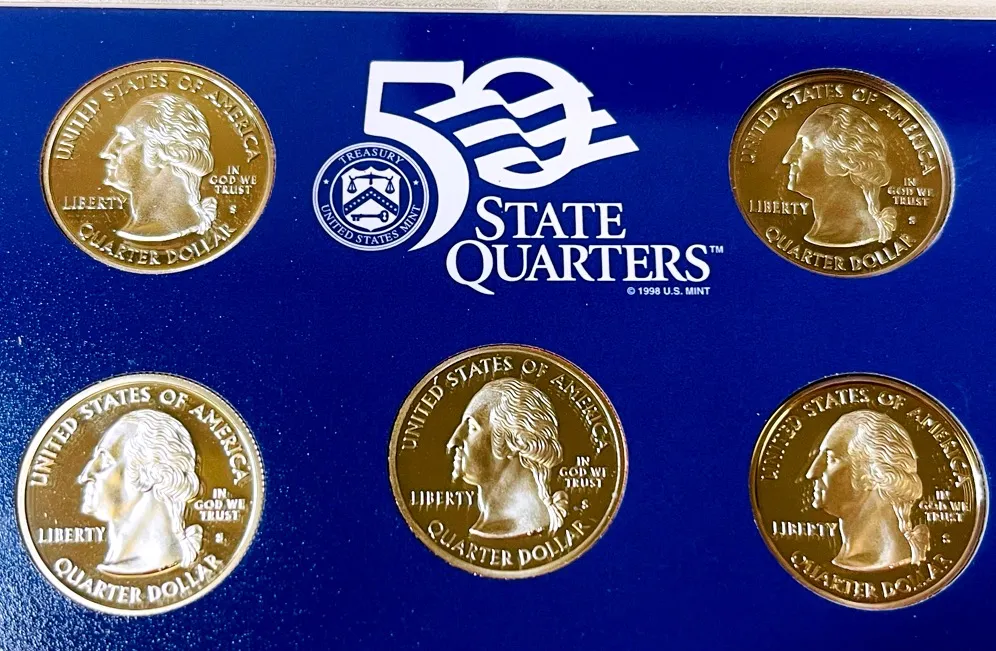 UNITED STATES OF AMERICA
IN
GOD WE
TRUST
LIBERTY
S
QUARTER DOLLAR
50
TREASURY
UNITED STATES MINT
STATE
QUARTERS™
© 1998 U.S. MINT
UNITED STATES OF AMERICA
IN
GOD WE
TRUST
LIBERTY
S
QUARTER DOLLAR
UNITED STATES OF AMERICA
IN
GOD WE
TRUST
LIBERTY
S
QUARTER DOLLAR
UNITED STATES OF AMERICA
IN
GOD WE
TRUST
LIBERTY
S
QUARTER DOLLAR
UNITED STATES OF AMERICA
IN
GOD WE
TRUST
LIBERTY
S
QUARTER DOLLAR